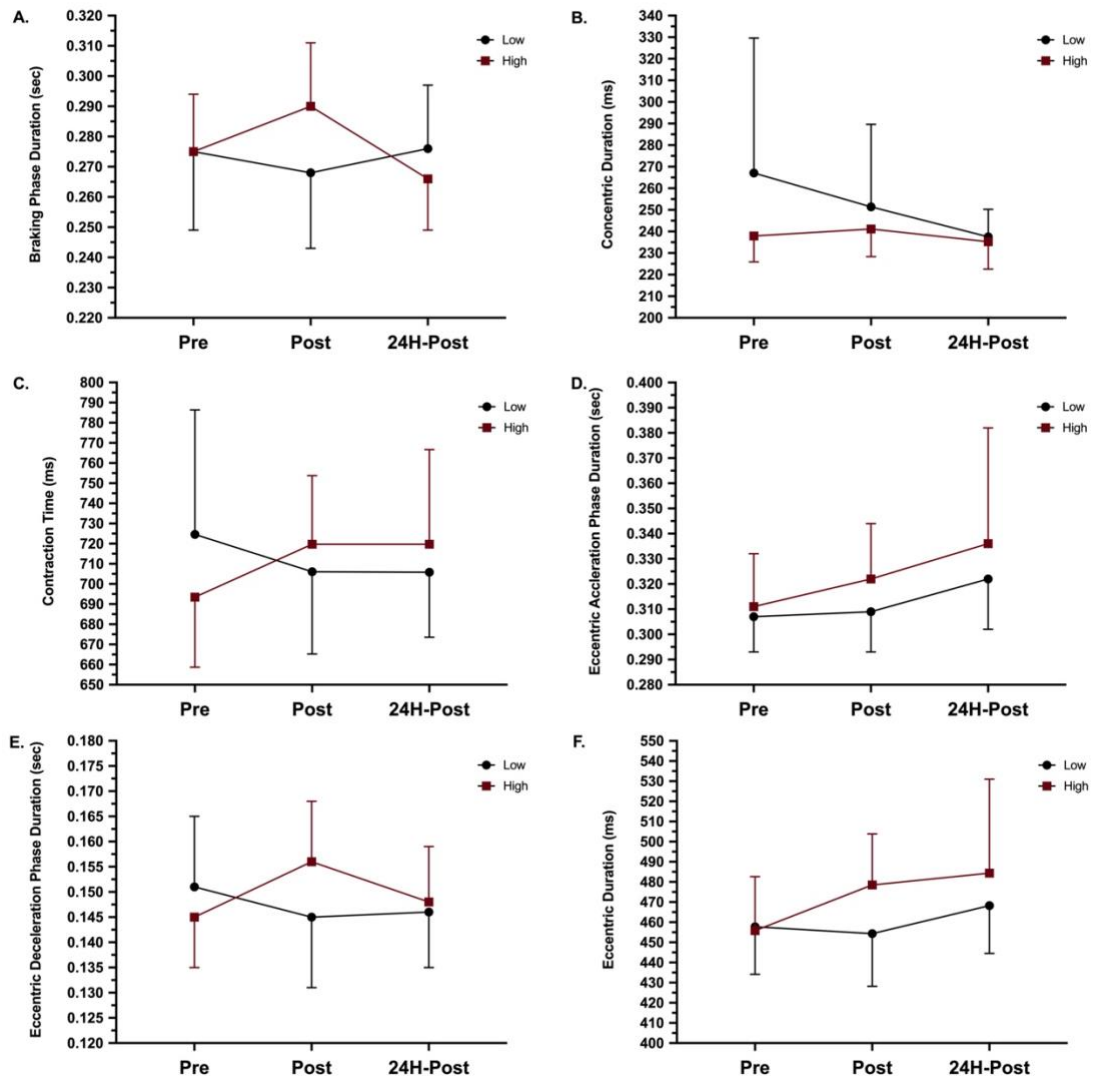 A.
Braking Phase Duration (sec)
0.320
0.310
0.300
0.290
0.280
0.270
0.260
0.250
0.240
0.230
0.220
Pre Post 24H-Post
Low
High
B.
Concentric Duration (ms)
340
330
320
310
300
290
280
270
260
250
240
230
220
210
200
Pre Post 24H-Post
Low
High
C.
Contraction Time (ms)
800
790
780
770
760
750
740
730
720
710
700
690
680
670
660
650
Pre Post 24H-Post
Low
High
D.
Eccentric Accleration Phase Duration (sec)
0.400
0.390
0.380
0.370
0.360
0.350
0.340
0.330
0.320
0.310
0.300
0.290
0.280
Pre Post 24H-Post
Low
High
E.
Eccentric Deceleration Phase Duration (sec)
0.180
0.175
0.170
0.165
0.160
0.155
0.150
0.145
0.140
0.135
0.130
0.125
0.120
Pre Post 24H-Post
Low
High
F.
Eccentric Duration (ms)
550
540
530
520
510
500
490
480
470
460
450
440
430
420
410
400
Pre Post 24H-Post
Low
High